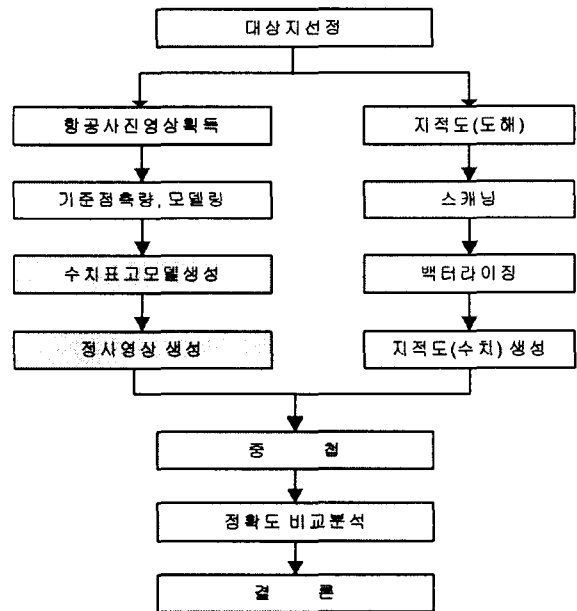 대상지선정
항공사진영상획득
기준점측량, 모델링
수치표고모델생성
정사영상 생성
지적도(도해)
스캐닝
백터라이징
지적도(수치) 생성
중 첩
정확도 비교분석
결 론